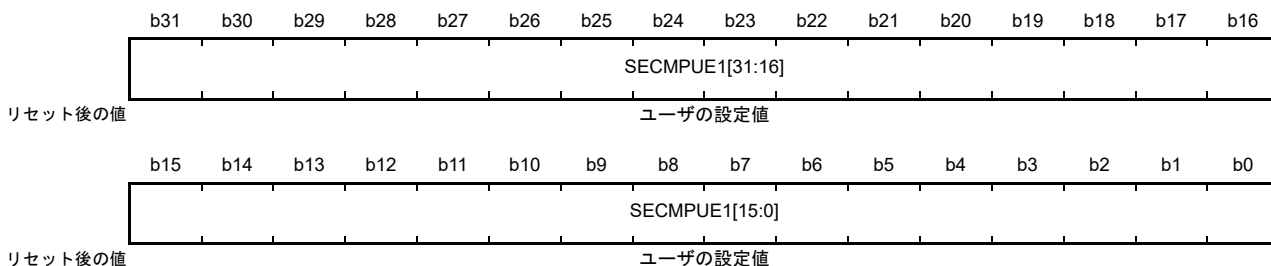 b31 b30 b29 b28 b27 b26 b25 b24 b23 b22 b21 b20 b19 b18 b17 b16
SECMPUE1[31:16]
リセット後の値 ユーザの設定値
b15 b14 b13 b12 b11 b10 b9 b8 b7 b6 b5 b4 b3 b2 b1 b0
SECMPUE1[15:0]
リセット後の値 ユーザの設定値